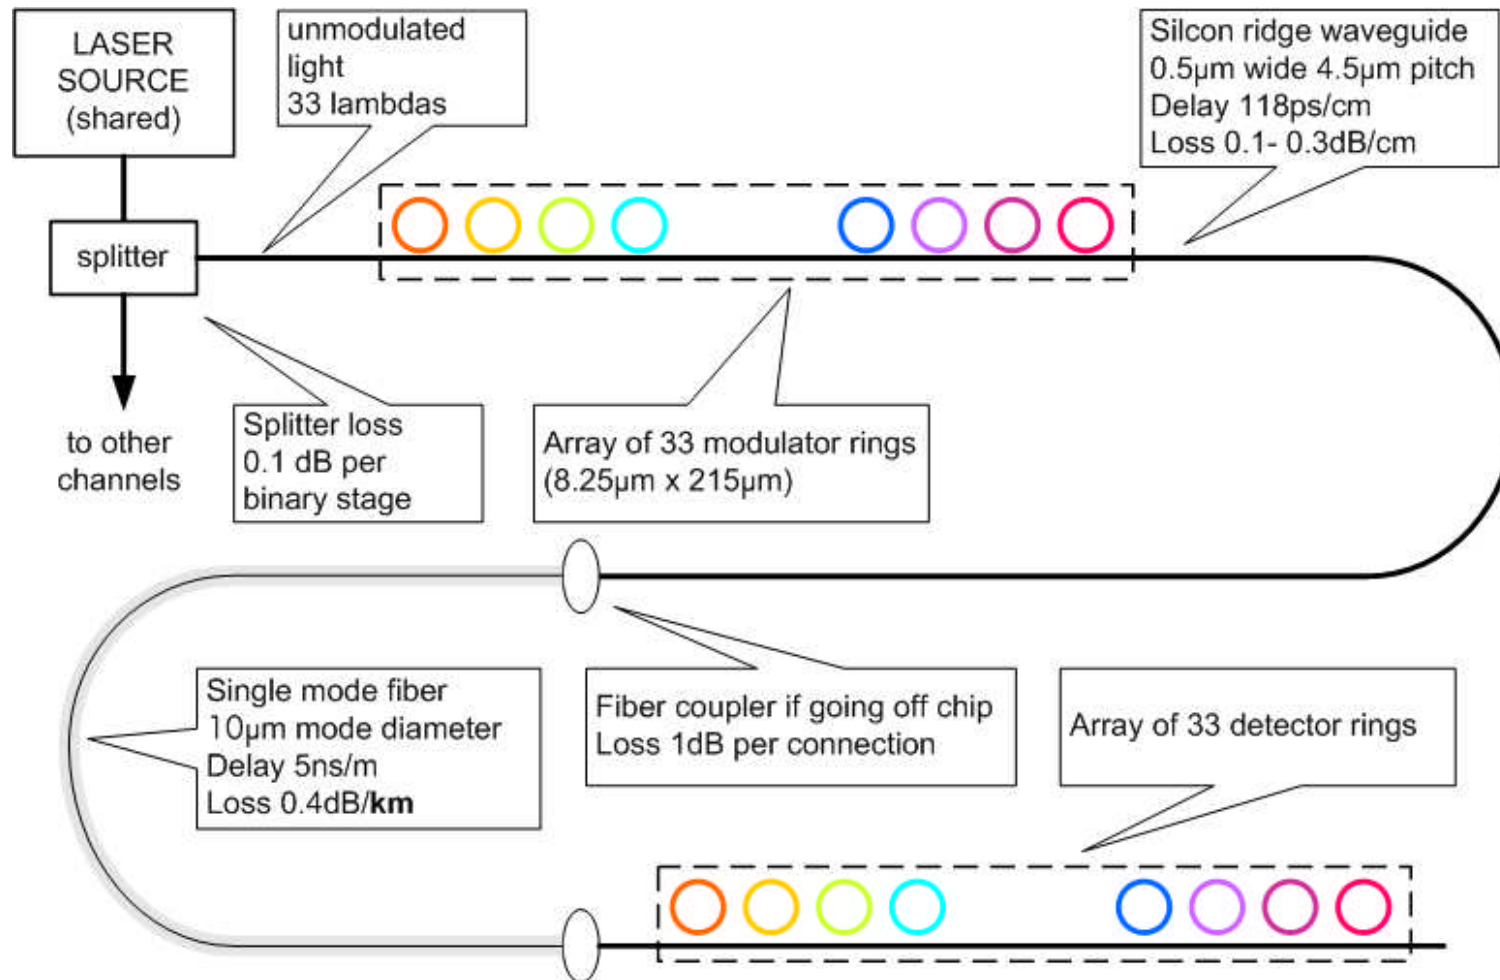 LASER
SOURCE
(shared)
unmodulated
light
33 lambdas
Silcon ridge waveguide
0.5µm wide 4.5µm pitch
Delay 118ps/cm
Loss 0.1- 0.3dB/cm
splitter
to other
channels
Splitter loss
0.1 dB per
binary stage
Array of 33 modulator rings
(8.25µm x 215µm)
Single mode fiber
10µm mode diameter
Delay 5ns/m
Loss 0.4dB/km
Fiber coupler if going off chip
Loss 1dB per connection
Array of 33 detector rings